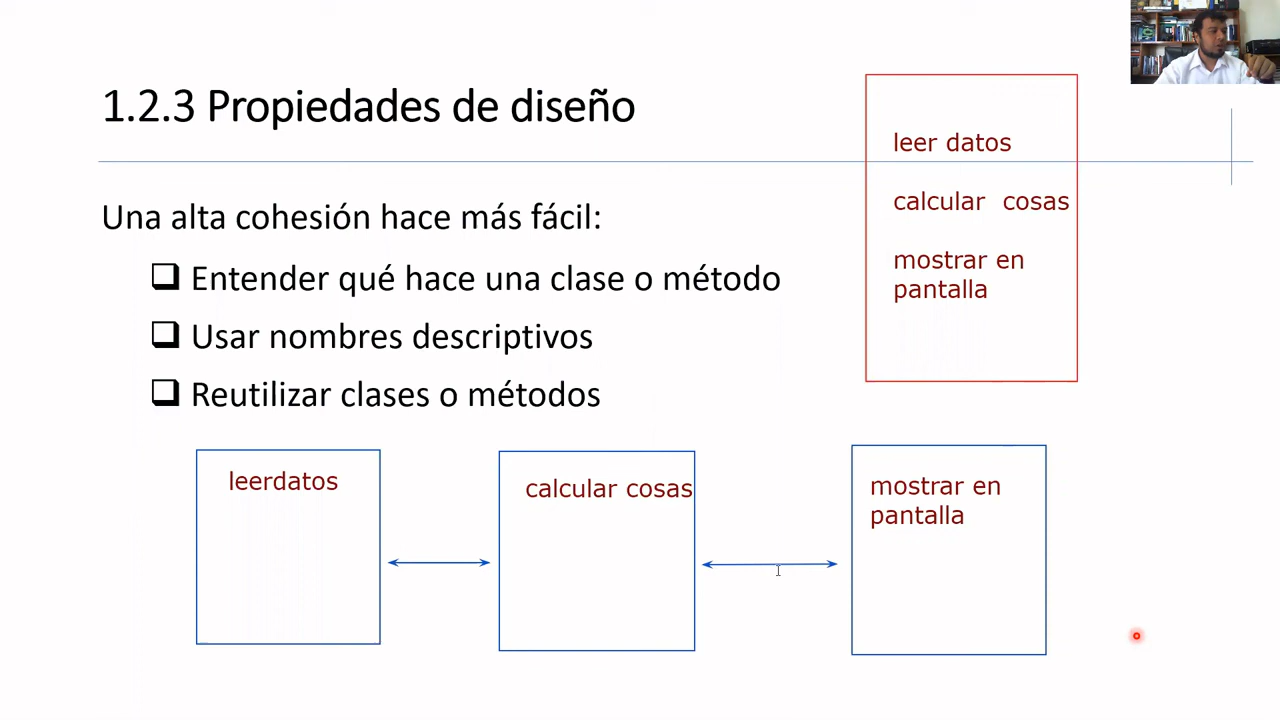 1.2.3 Propiedades de diseño
Una alta cohesión hace más fácil:
Entender qué hace una clase o método
Usar nombres descriptivos
Reutilizar clases o métodos
leer datos
calcular cosas
mostrar en
pantalla
leerdatos
calcular cosas
mostrar en
pantalla